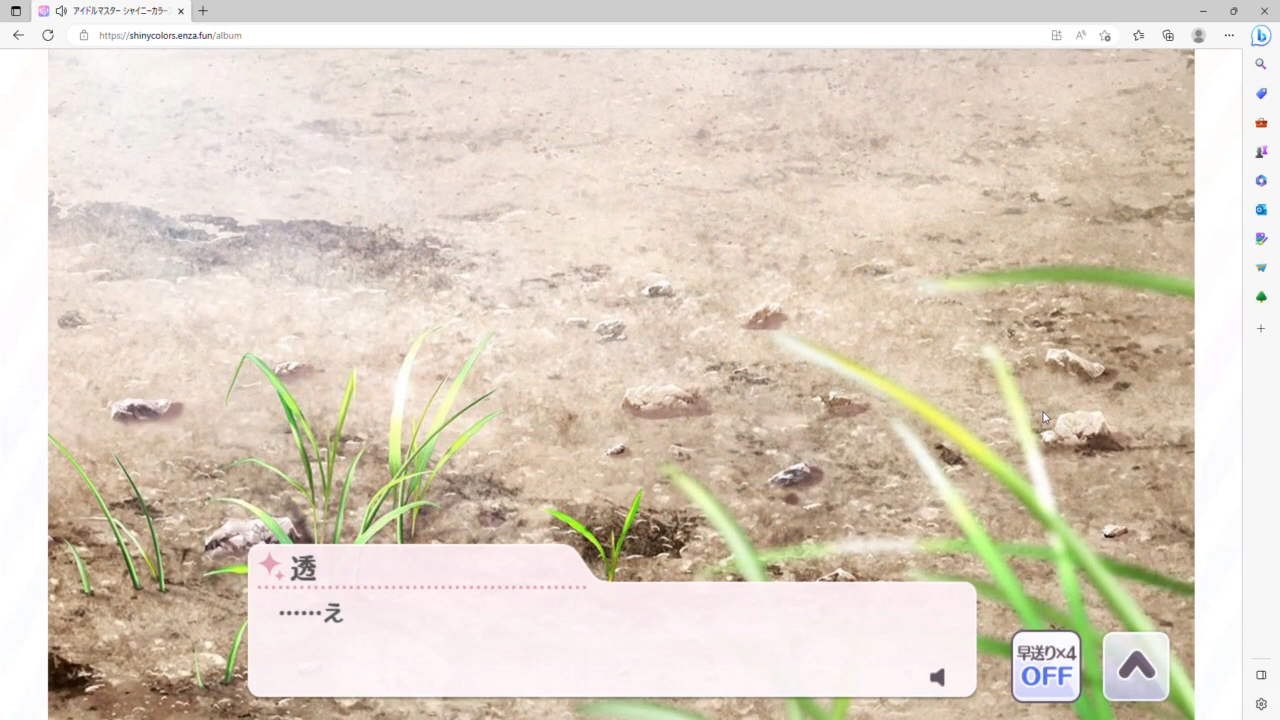 アイドルマスター シャイニーカラー
https://shinycolors.enza.fun/album
透
……え
早送り×4
OFF